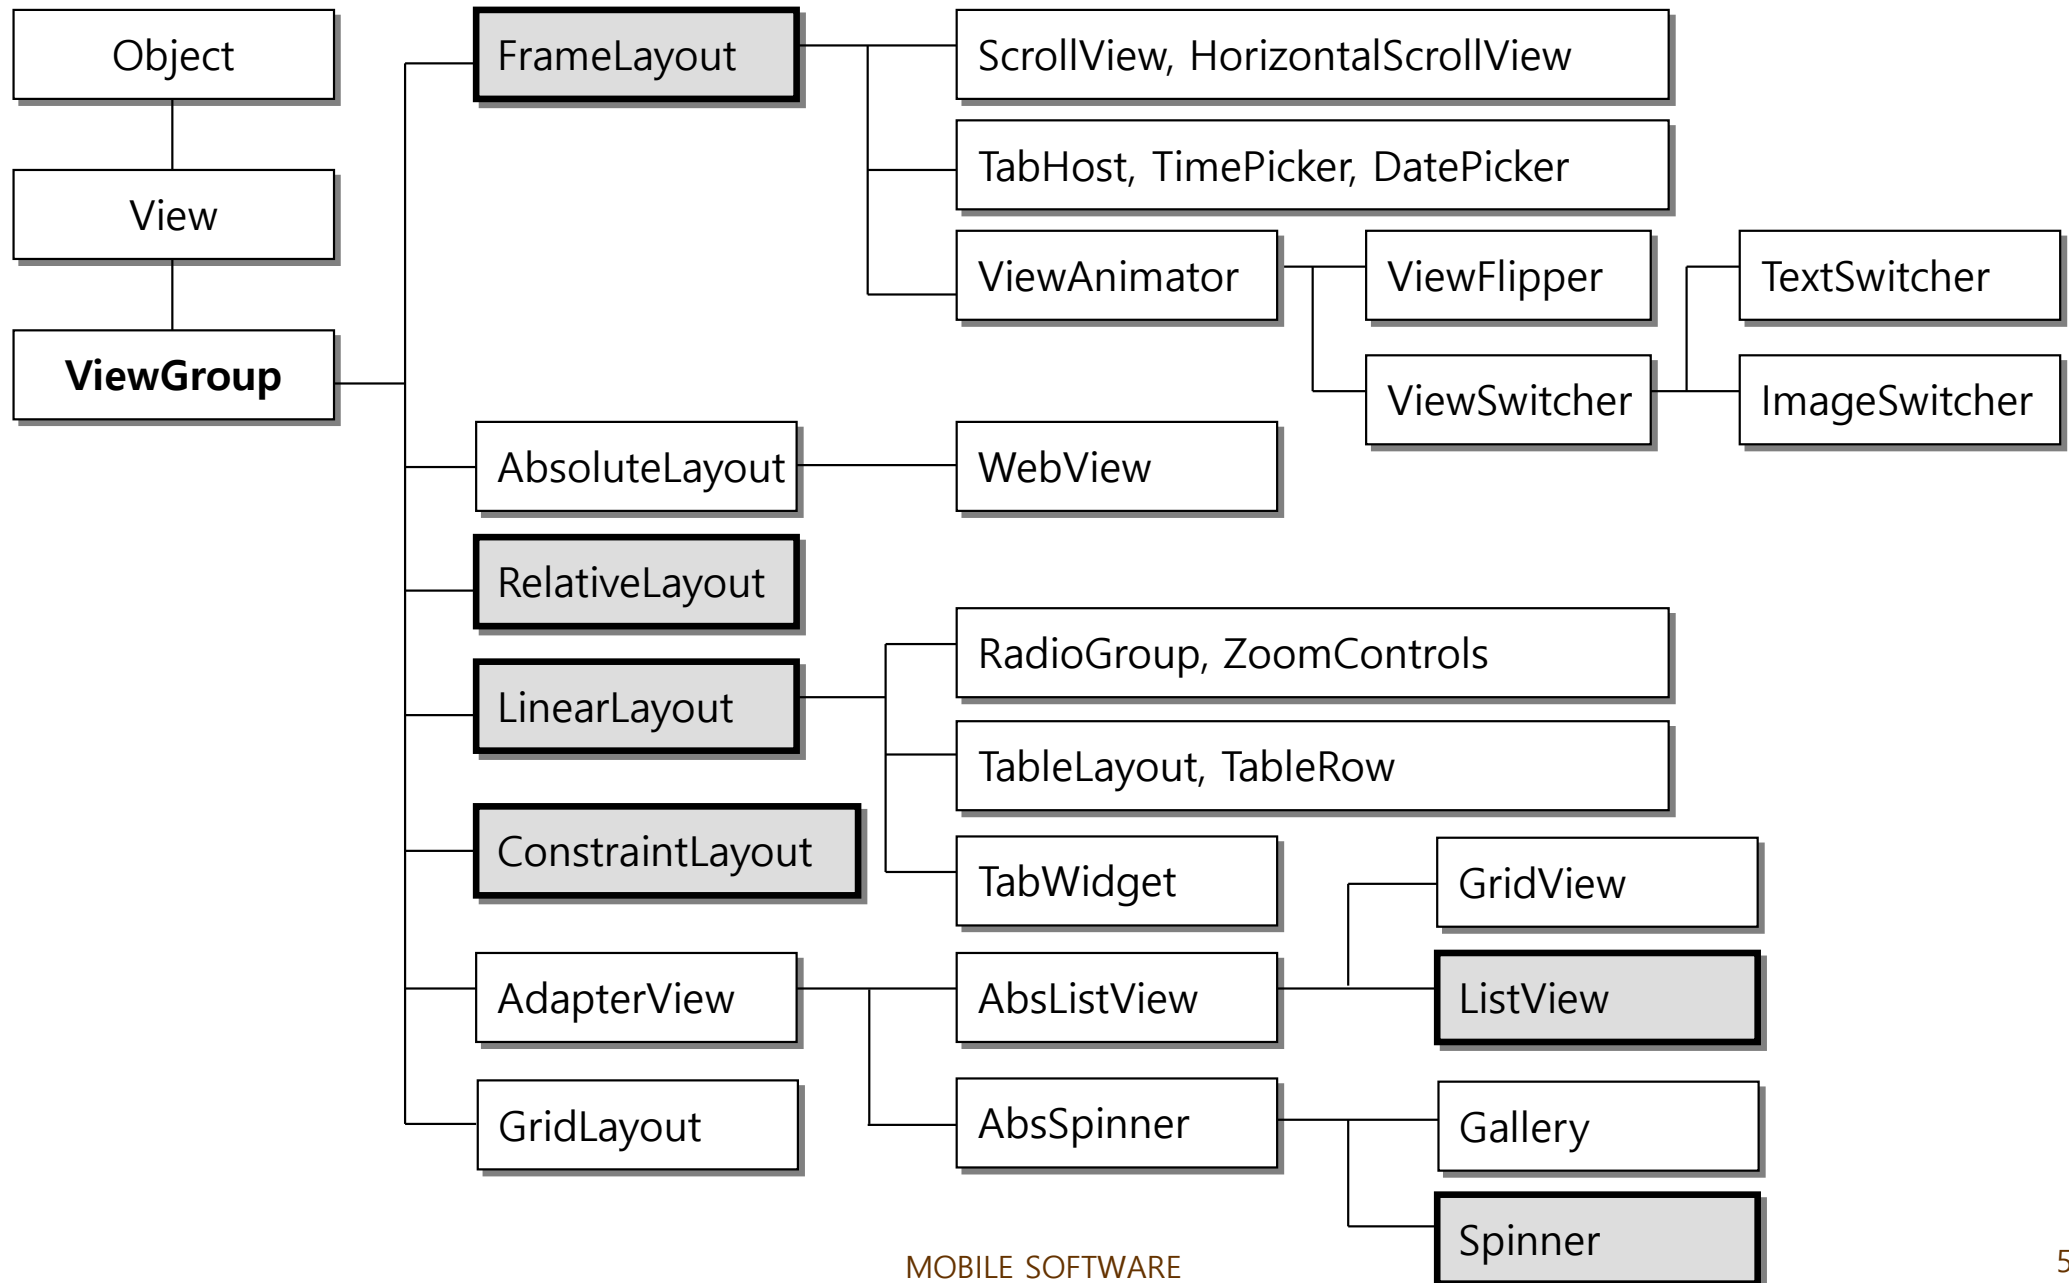 Object
View
ViewGroup
FrameLayout
ScrollView, HorizontalScrollView
TabHost, TimePicker, DatePicker
ViewAnimator
ViewFlipper
ViewSwitcher
TextSwitcher
ImageSwitcher
AbsoluteLayout
WebView
RelativeLayout
LinearLayout
RadioGroup, ZoomControls
TableLayout, TableRow
TabWidget
ConstraintLayout
AdapterView
AbsListView
GridView
ListView
AbsSpinner
Gallery
Spinner
GridLayout
MOBILE SOFTWARE
5